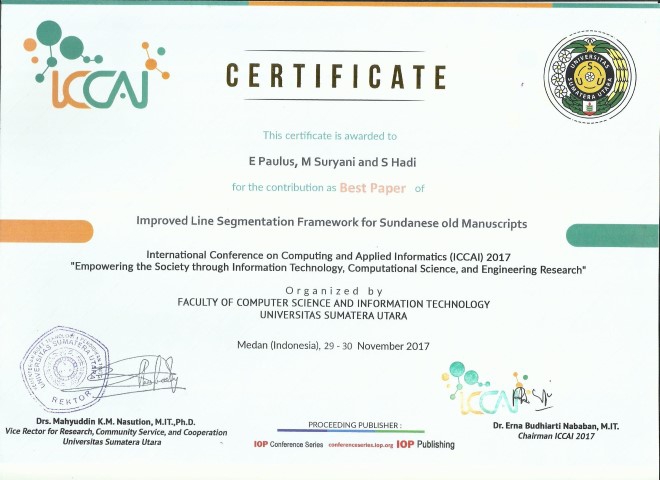 ICCAI
CERTIFICATE
UNIVERSITAS
SUMATERA UTARA
This certificate is awarded to
E Paulus, M Suryani and S Hadi
for the contribution as Best Paper of
Improved Line Segmentation Framework for Sundanese old Manuscripts
International Conference on Computing and Applied Informatics (ICCAI) 2017
"Empowering the Society through Information Technology, Computational Science, and Engineering Research"
Organized by
FACULTY OF COMPUTER SCIENCE AND INFORMATION TECHNOLOGY
UNIVERSITAS SUMATERA UTARA
Medan (Indonesia), 29 - 30 November 2017
UNIVERSITAS SUMATERA UTARA
REKTOR
ICCAI
Drs. Mahyuddin K.M. Nasution, M.IT.,Ph.D.
Vice Rector for Research, Community Service, and Cooperation
Universitas Sumatera Utara
PROCEEDING PUBLISHER :
IOP Conference Series conferenceseries.iop.org IOP Publishing
Dr. Erna Budhiarti Nababan, M.IT.
Chairman ICCAI 2017